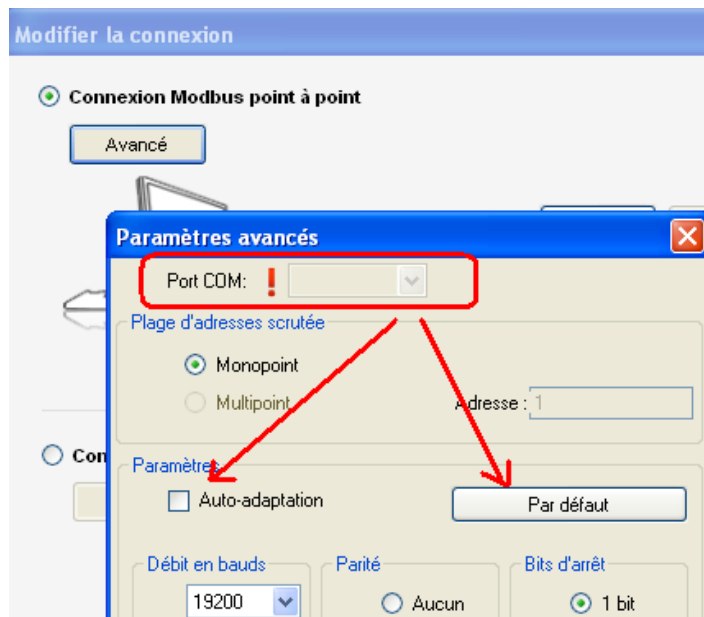 Modifier la connexion
Connexion Modbus point à point
Avancé
Paramètres avancés
Port COM: !
Plage d'adresses scrutée
Monopoint
Multipoint Adresse : 1
Con
Paramètres
Auto-adaptation Par défaut
Débit en bauds Parité Bits d'arrêt
19200 Aucun 1 bit